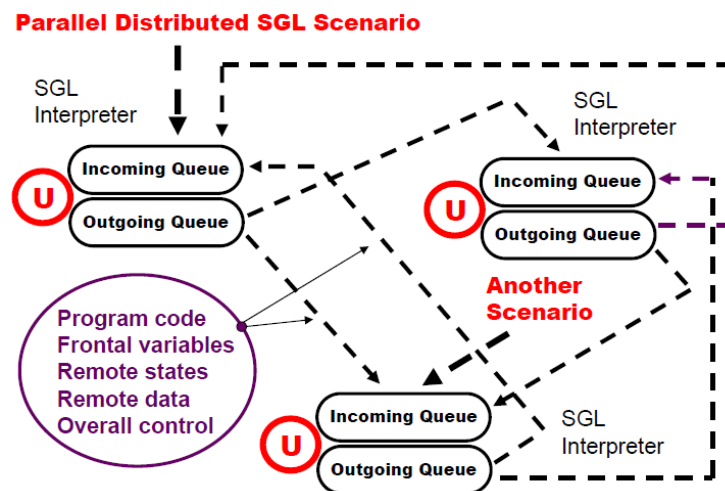 Parallel Distributed SGL Scenario
SGL
Interpreter
Incoming Queue
U
Outgoing Queue
SGL
Interpreter
Incoming Queue
U
Outgoing Queue
Another
Scenario
Program code
Frontal variables
Remote states
Remote data
Overall control
Incoming Queue
U
Outgoing Queue
SGL
Interpreter